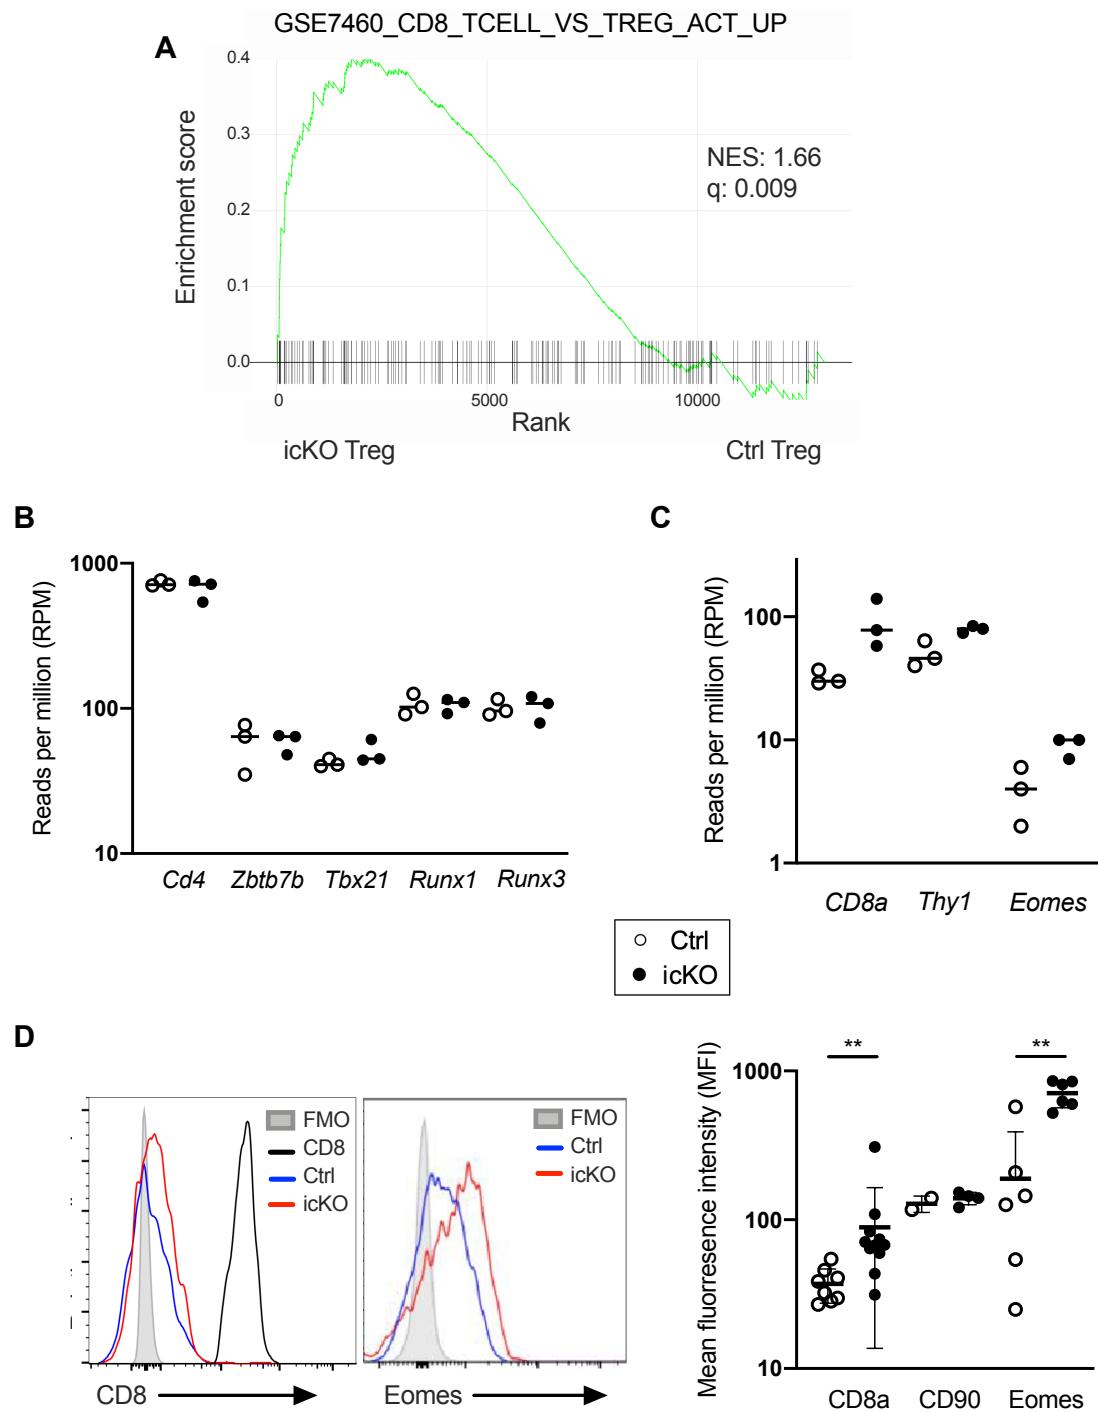 GSE7460_CD8_TCELL_VS_TREG_ACT_UP
A
Enrichment score
0.4
0.3
0.2
0.1
0.0
NES: 1.66
q: 0.009
0
5000
10000
Rank
icKO Treg
Ctrl Treg
B
Reads per million (RPM)
1000
100
10
Cd4
Zbtb7b
Tbx21
Runx1
Runx3
C
Reads per million (RPM)
100
10
1
CD8a
Thy1
Eomes
Ctrl
icKO
D
FMO
CD8
Ctrl
icKO
CD8
FMO
Ctrl
icKO
Eomes
Mean fluorresence intensity (MFI)
1000
100
10
**
**
CD8a
CD90
Eomes